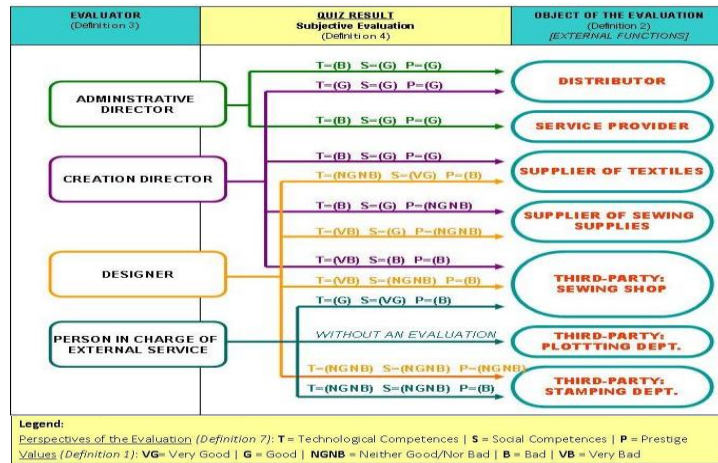 EVALUATOR
(Definition 3)
QUIZ RESULT
Subjective Evaluation
(Definition 4)
OBJECT OF THE EVALUATION
(Definition 2)
[EXTERNAL FUNCTIONS]
ADMINISTRATIVE
DIRECTOR
CREATION DIRECTOR
DESIGNER
PERSON IN CHARGE OF
EXTERNAL SERVICE
T=(B) S=(G) P=(G)
T=(G) S=(G) P=(G)
T=(B) S=(G) P=(G)
T=(B) S=(G) P=(G)
T=(NGNB) S=(VG) P=(B)
T=(B) S=(G) P=(NGNB)
T=(VB) S=(G) P=(NGNB)
T=(VB) S=(B) P=(B)
T=(VB) S=(NGNB) P=(B)
T=(G) S=(VG) P=(B)
WITHOUT AN EVALUATION
T=(NGNB) S=(NGNB) P=(NGNB)
T=(NGNB) S=(NGNB) P=(B)
DISTRIBUTOR
SERVICE PROVIDER
SUPPLIER OF TEXTILES
SUPPLIER OF SEWING
SUPPLIES
THIRD-PARTY:
SEWING SHOP
THIRD-PARTY:
PLOTTTING DEPT.
THIRD-PARTY:
STAMPING DEPT.
Legend:
Perspectives of the Evaluation (Definition 7): T = Technological Competences | S = Social Competences | P = Prestige
Values (Definition 1): VG= Very Good | G = Good | NGNB = Neither Good/Nor Bad | B = Bad | VB = Very Bad